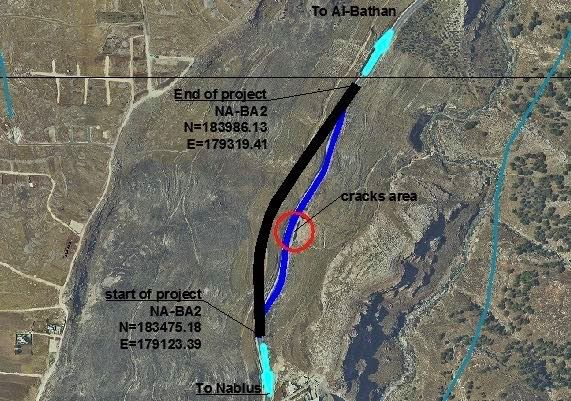 To Al-Bathan
End of project
NA-BA2
N=183986.13
E=179319.41
cracks area
start of project
NA-BA2
N=183475.18
E=179123.39
To Nablus